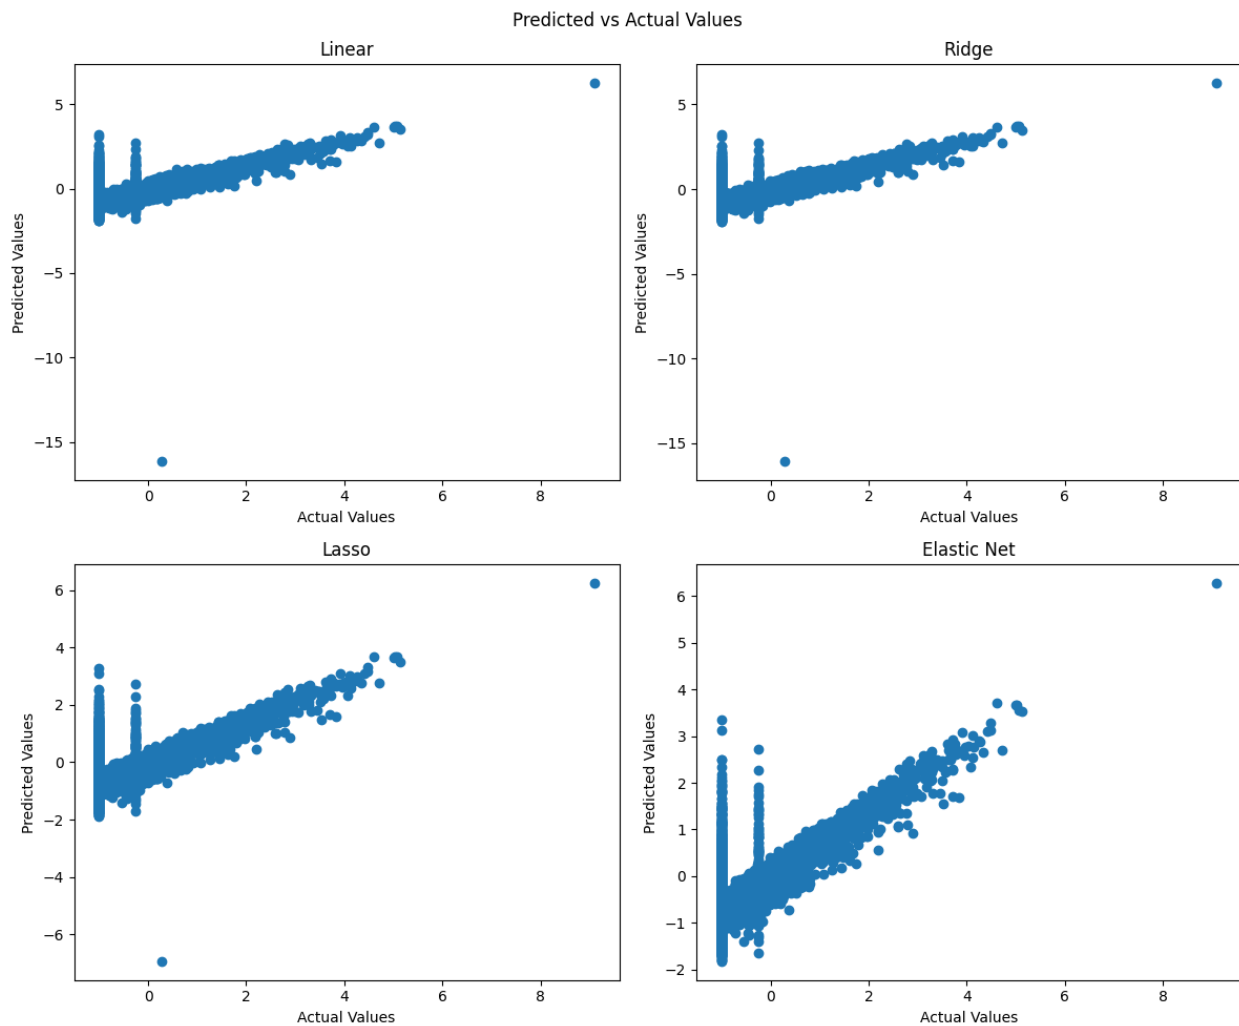 Predicted vs Actual Values
Linear
5
0
−5
−10
−15
Predicted Values
0 2 4 6 8
Actual Values
Ridge
5
0
−5
−10
−15
Predicted Values
0 2 4 6 8
Actual Values
Lasso
6
4
2
0
−2
−4
−6
Predicted Values
0 2 4 6 8
Actual Values
Elastic Net
6
5
4
3
2
1
0
−1
−2
Predicted Values
0 2 4 6 8
Actual Values